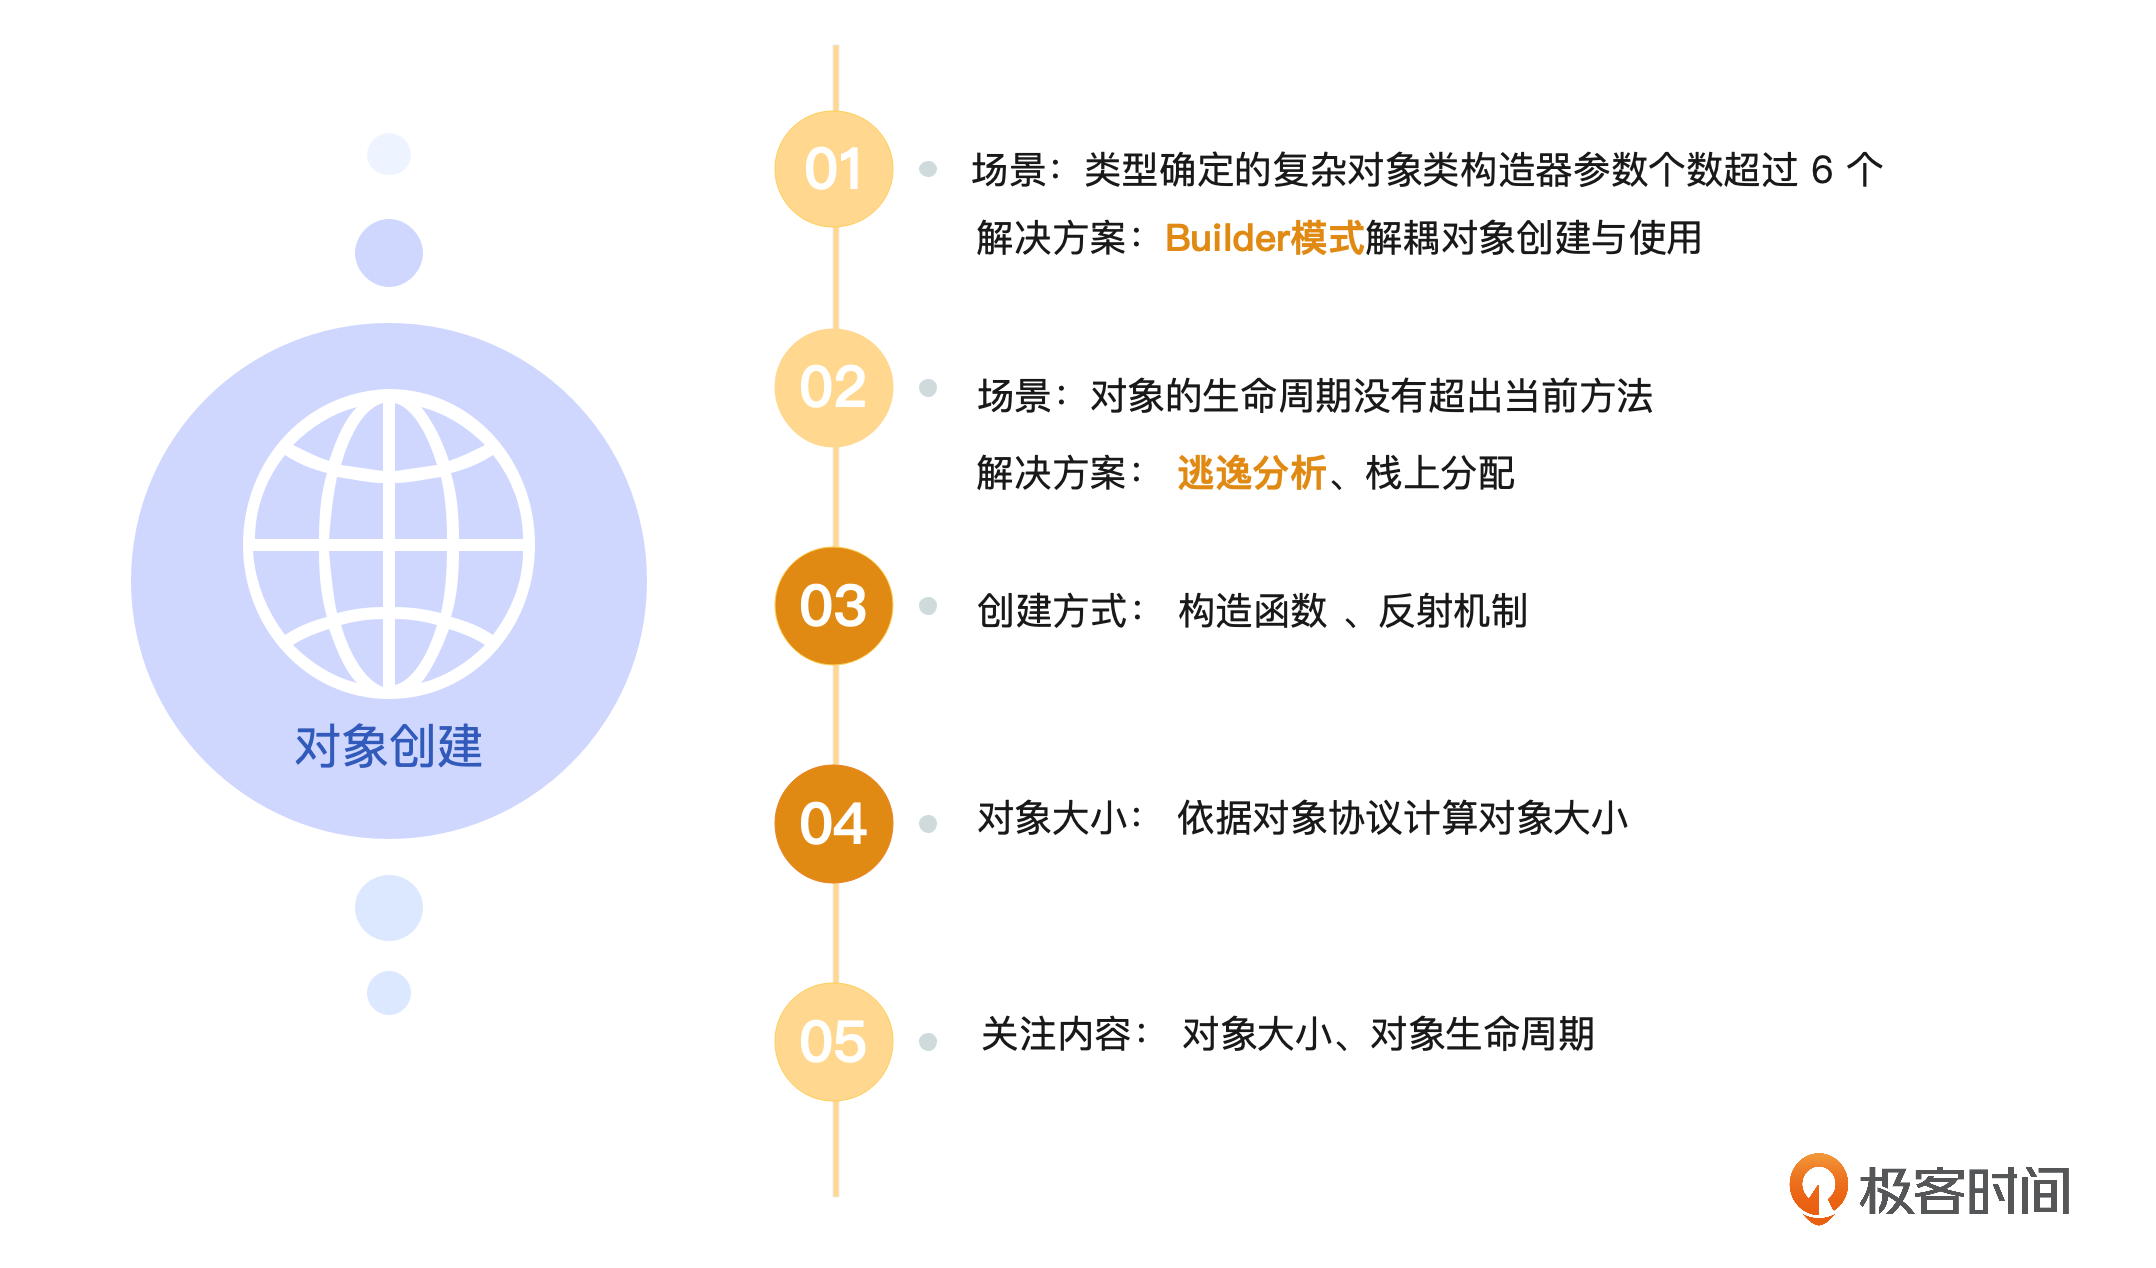 对象创建
01
场景：类型确定的复杂对象类构造器参数个数超过 6 个
解决方案：Builder模式解耦对象创建与使用
02
场景：对象的生命周期没有超出当前方法
解决方案： 逃逸分析、栈上分配
03
创建方式： 构造函数 、反射机制
04
对象大小： 依据对象协议计算对象大小
05
关注内容： 对象大小、对象生命周期
极客时间